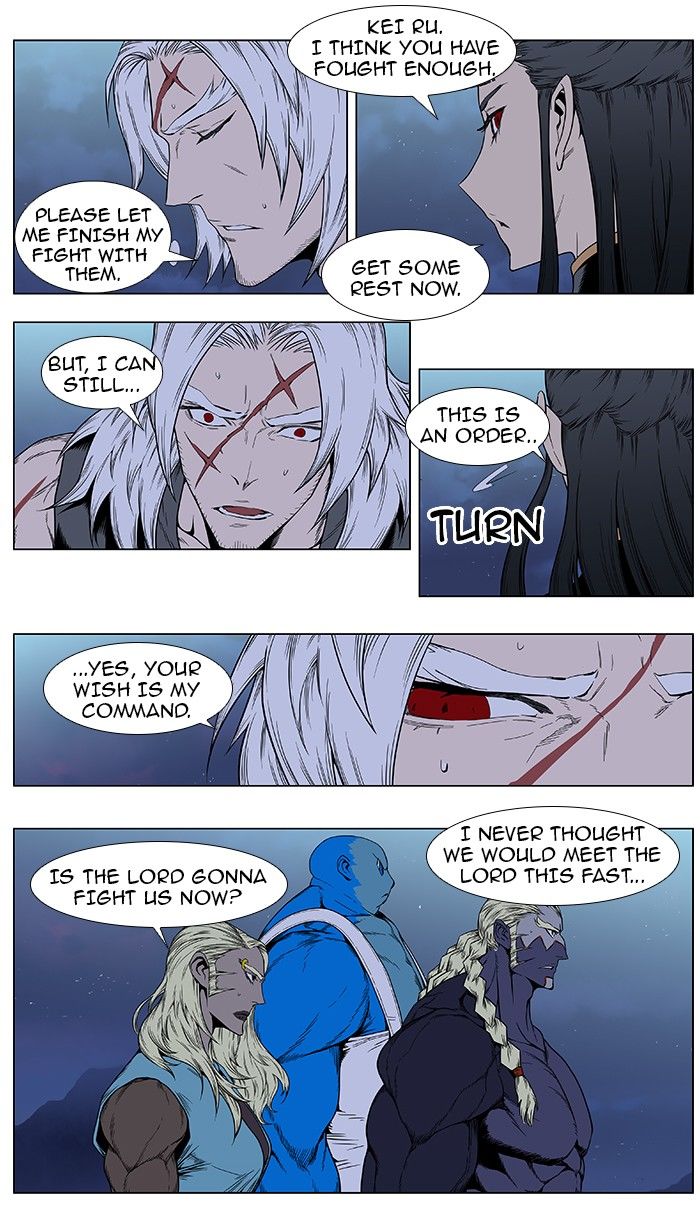 KEI RU.
I THINK YOU HAVE
FOUGHT ENOUGH.
PLEASE LET
ME FINISH MY
FIGHT WITH
THEM.
GET SOME
REST NOW.
BUT, I CAN
STILL...
THIS IS
AN ORDER..
TURN
...YES, YOUR
WISH IS MY
COMMAND.
IS THE LORD GONNA
FIGHT US NOW?
I NEVER THOUGHT
WE WOULD MEET THE
LORD THIS FAST...